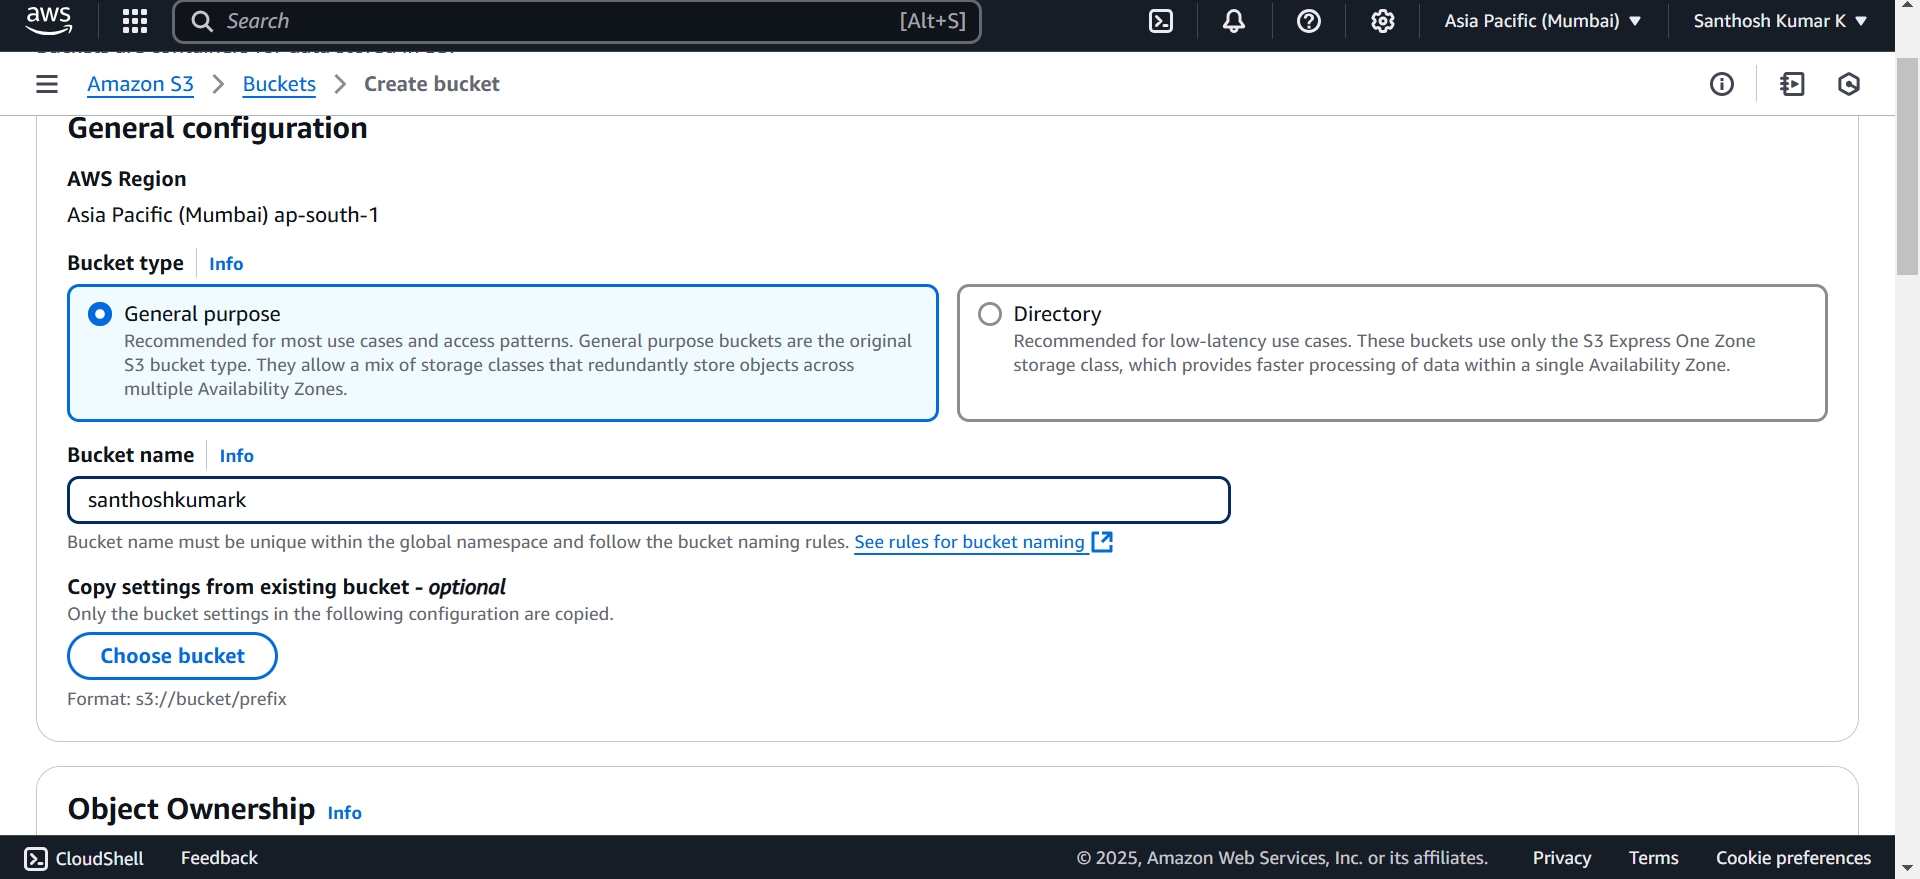 aws
Search [Alt+S]
Asia Pacific (Mumbai)
Santhosh Kumar K
Amazon S3 > Buckets > Create bucket
General configuration
AWS Region
Asia Pacific (Mumbai) ap-south-1
Bucket type Info
General purpose
Recommended for most use cases and access patterns. General purpose buckets are the original
S3 bucket type. They allow a mix of storage classes that redundantly store objects across
multiple Availability Zones.
Directory
Recommended for low-latency use cases. These buckets use only the S3 Express One Zone
storage class, which provides faster processing of data within a single Availability Zone.
Bucket name Info
santhoshkumark
Bucket name must be unique within the global namespace and follow the bucket naming rules. See rules for bucket naming
Copy settings from existing bucket - optional
Only the bucket settings in the following configuration are copied.
Choose bucket
Format: s3://bucket/prefix
Object Ownership Info
CloudShell Feedback © 2025, Amazon Web Services, Inc. or its affiliates. Privacy Terms Cookie preferences